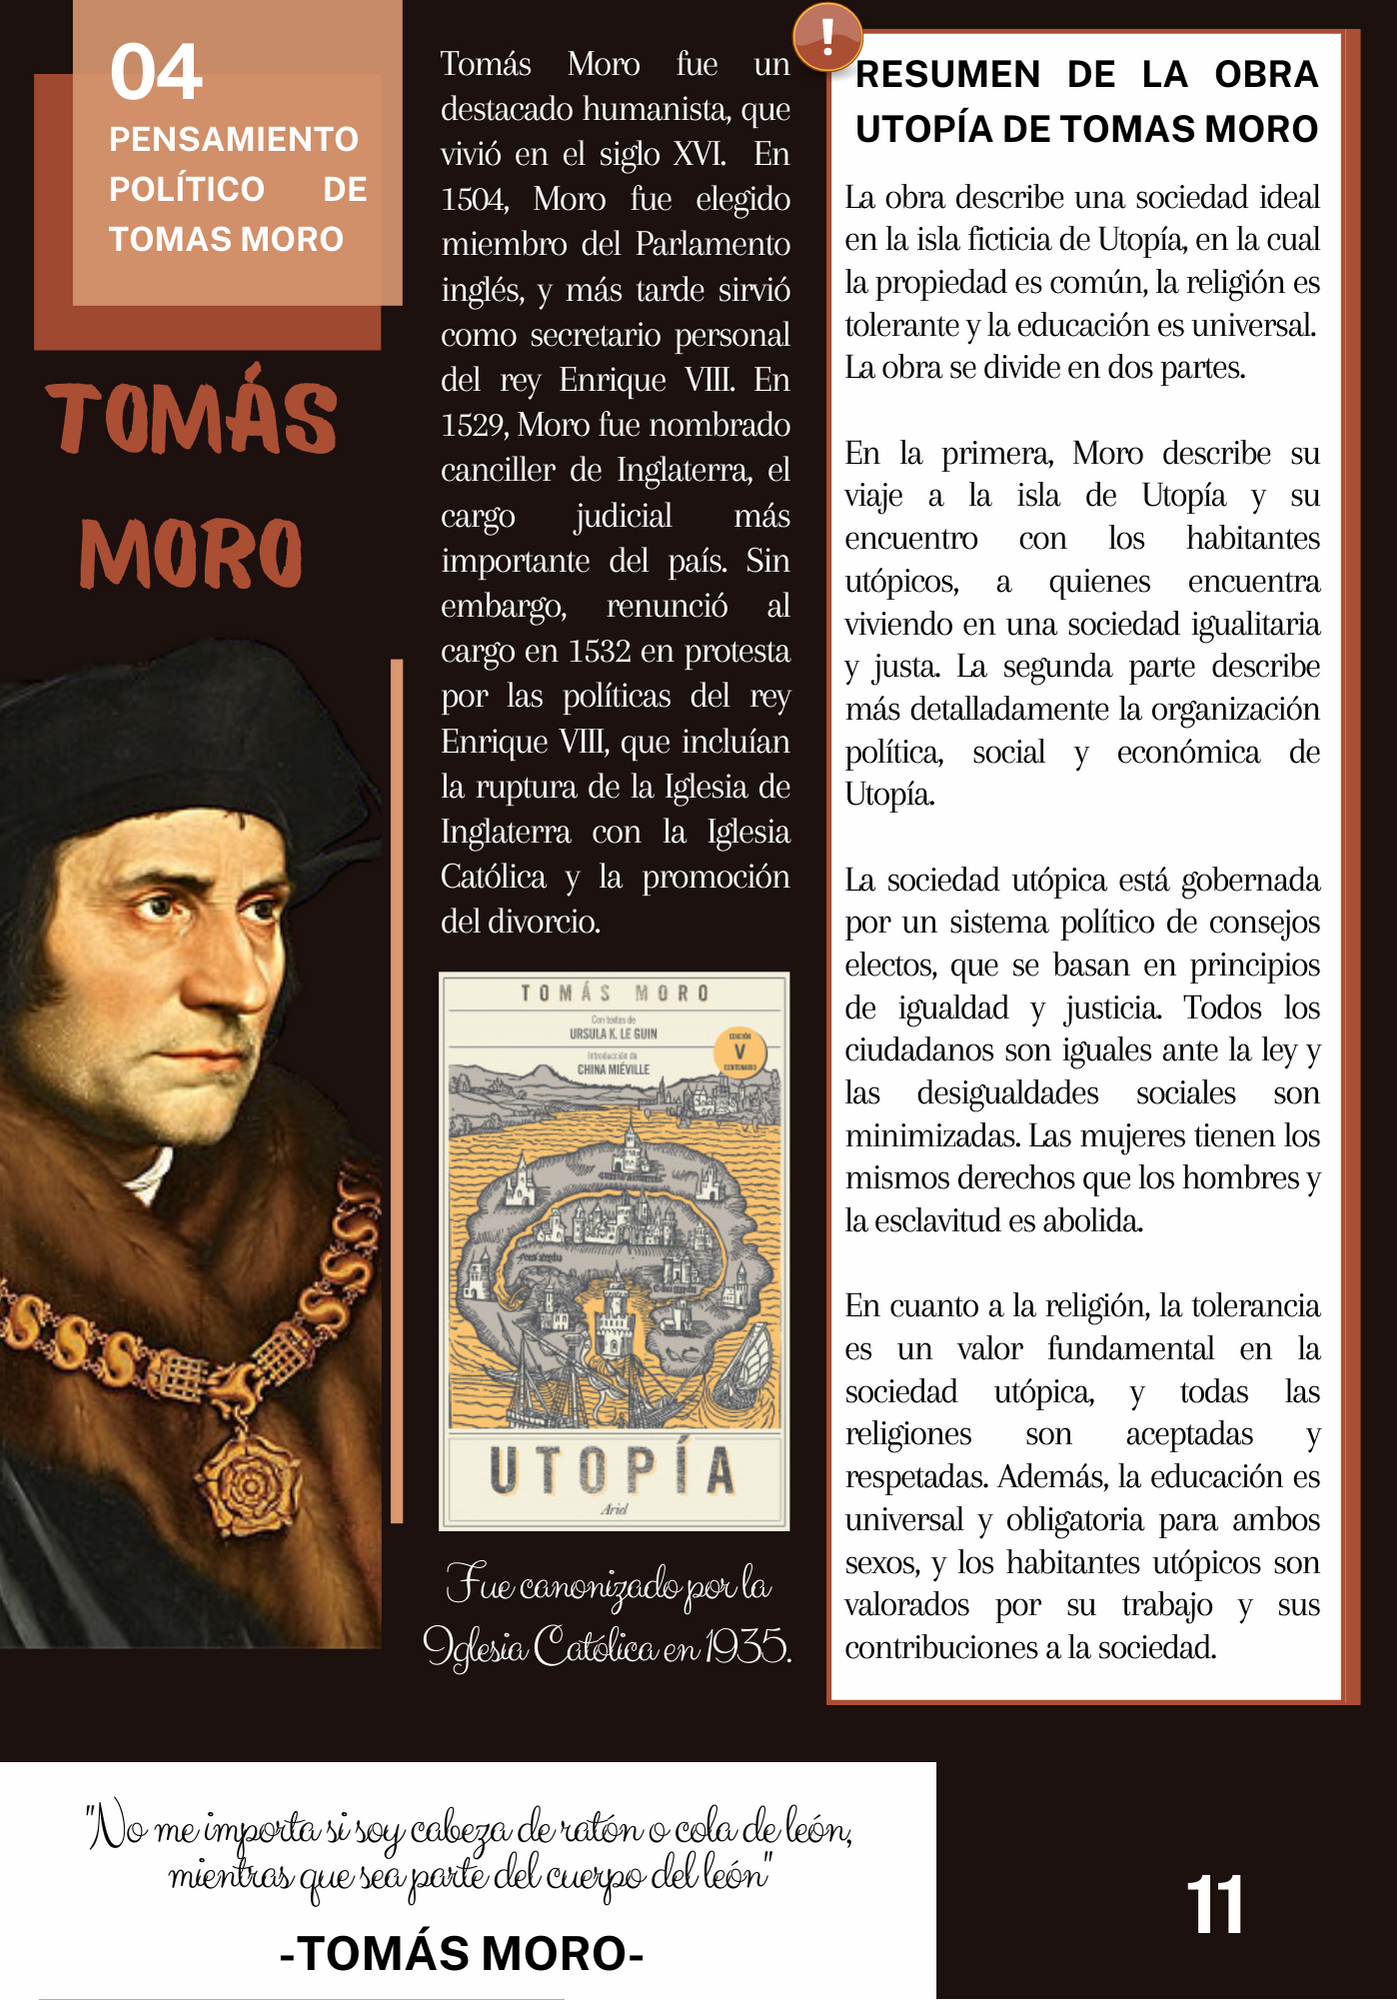 04
PENSAMIENTO
POLÍTICO DE
TOMAS MORO
TOMÁS
MORO
Tomás Moro fue un
destacado humanista, que
vivió en el siglo XVI. En
1504, Moro fue elegido
miembro del Parlamento
inglés, y más tarde sirvió
como secretario personal
del rey Enrique VIII. En
1529, Moro fue nombrado
canciller de Inglaterra, el
cargo judicial más
importante del país. Sin
embargo, renunció al
cargo en 1532 en protesta
por las políticas del rey
Enrique VIII, que incluían
la ruptura de la Iglesia de
Inglaterra con la Iglesia
Católica y la promoción
del divorcio.
TOMÁS MORO
Con textos de
URSULA K. LE GUIN
Introducción de
CHINA MIÉVILLE
EDICIÓN
V
CENTENARIO
UTOPÍA
Ariel
Fue canonizado por la
Iglesia Católica en 1935.
!
RESUMEN DE LA OBRA
UTOPÍA DE TOMAS MORO
La obra describe una sociedad ideal
en la isla ficticia de Utopía, en la cual
la propiedad es común, la religión es
tolerante y la educación es universal.
La obra se divide en dos partes.
En la primera, Moro describe su
viaje a la isla de Utopía y su
encuentro con los habitantes
utópicos, a quienes encuentra
viviendo en una sociedad igualitaria
y justa. La segunda parte describe
más detalladamente la organización
política, social y económica de
Utopía.
La sociedad utópica está gobernada
por un sistema político de consejos
electos, que se basan en principios
de igualdad y justicia. Todos los
ciudadanos son iguales ante la ley y
las desigualdades sociales son
minimizadas. Las mujeres tienen los
mismos derechos que los hombres y
la esclavitud es abolida.
En cuanto a la religión, la tolerancia
es un valor fundamental en la
sociedad utópica, y todas las
religiones son aceptadas y
respetadas. Además, la educación es
universal y obligatoria para ambos
sexos, y los habitantes utópicos son
valorados por su trabajo y sus
contribuciones a la sociedad.
"No me importa si soy cabeza de ratón o cola de león,
mientras que sea parte del cuerpo del león"
-TOMÁS MORO-
11